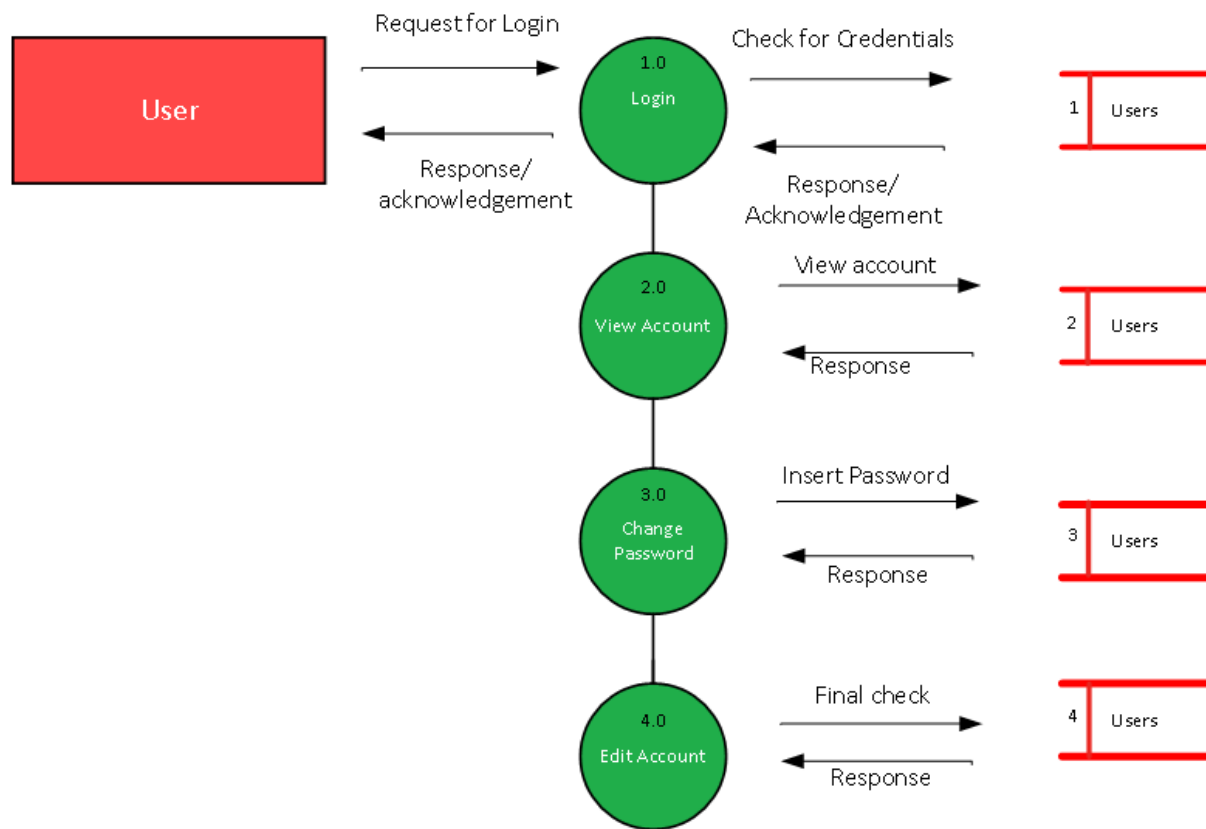 Request for Login
Check for Credentials
User
1.0
Login
1
Users
Response/
acknowledgement
Response/
Acknowledgement
View account
2.0
View Account
2
Users
Response
Insert Password
3.0
Change
Password
3
Users
Response
Final check
4.0
Edit Account
4
Users
Response